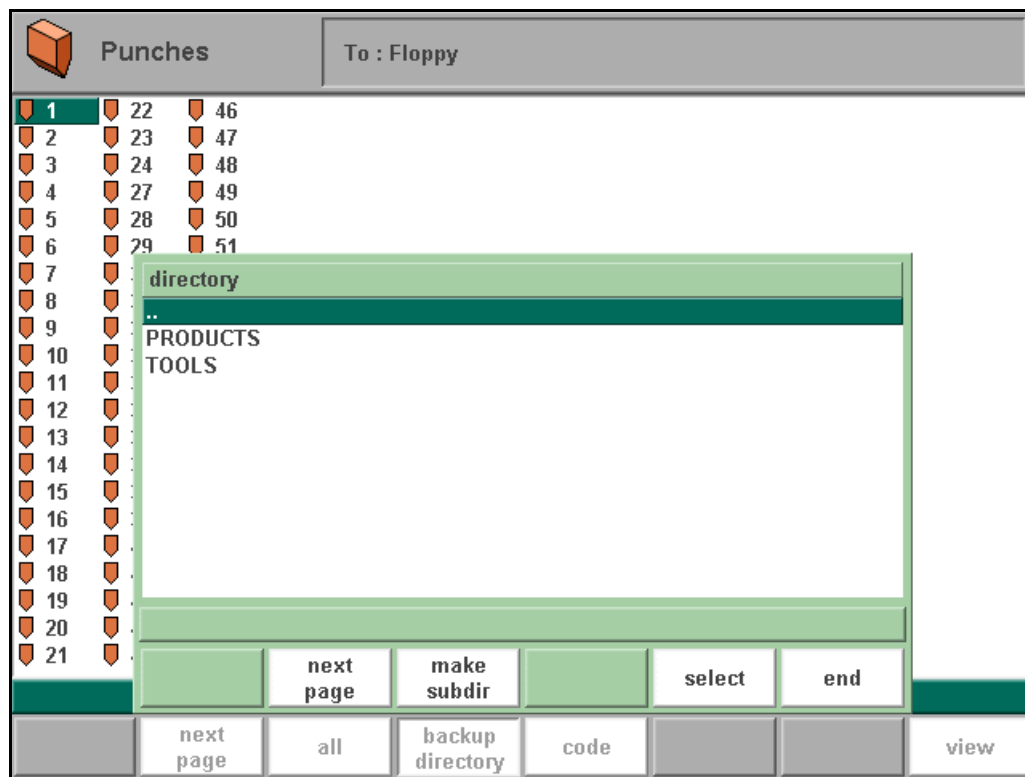 Punches
To : Floppy
1 22 46
2 23 47
3 24 48
4 27 49
5 28 50
6 29 51
7
8
9
10
11
12
13
14
15
16
17
18
19
20
21
directory
..
PRODUCTS
TOOLS
next page
make subdir
select
end
next page
all
backup directory
code
view